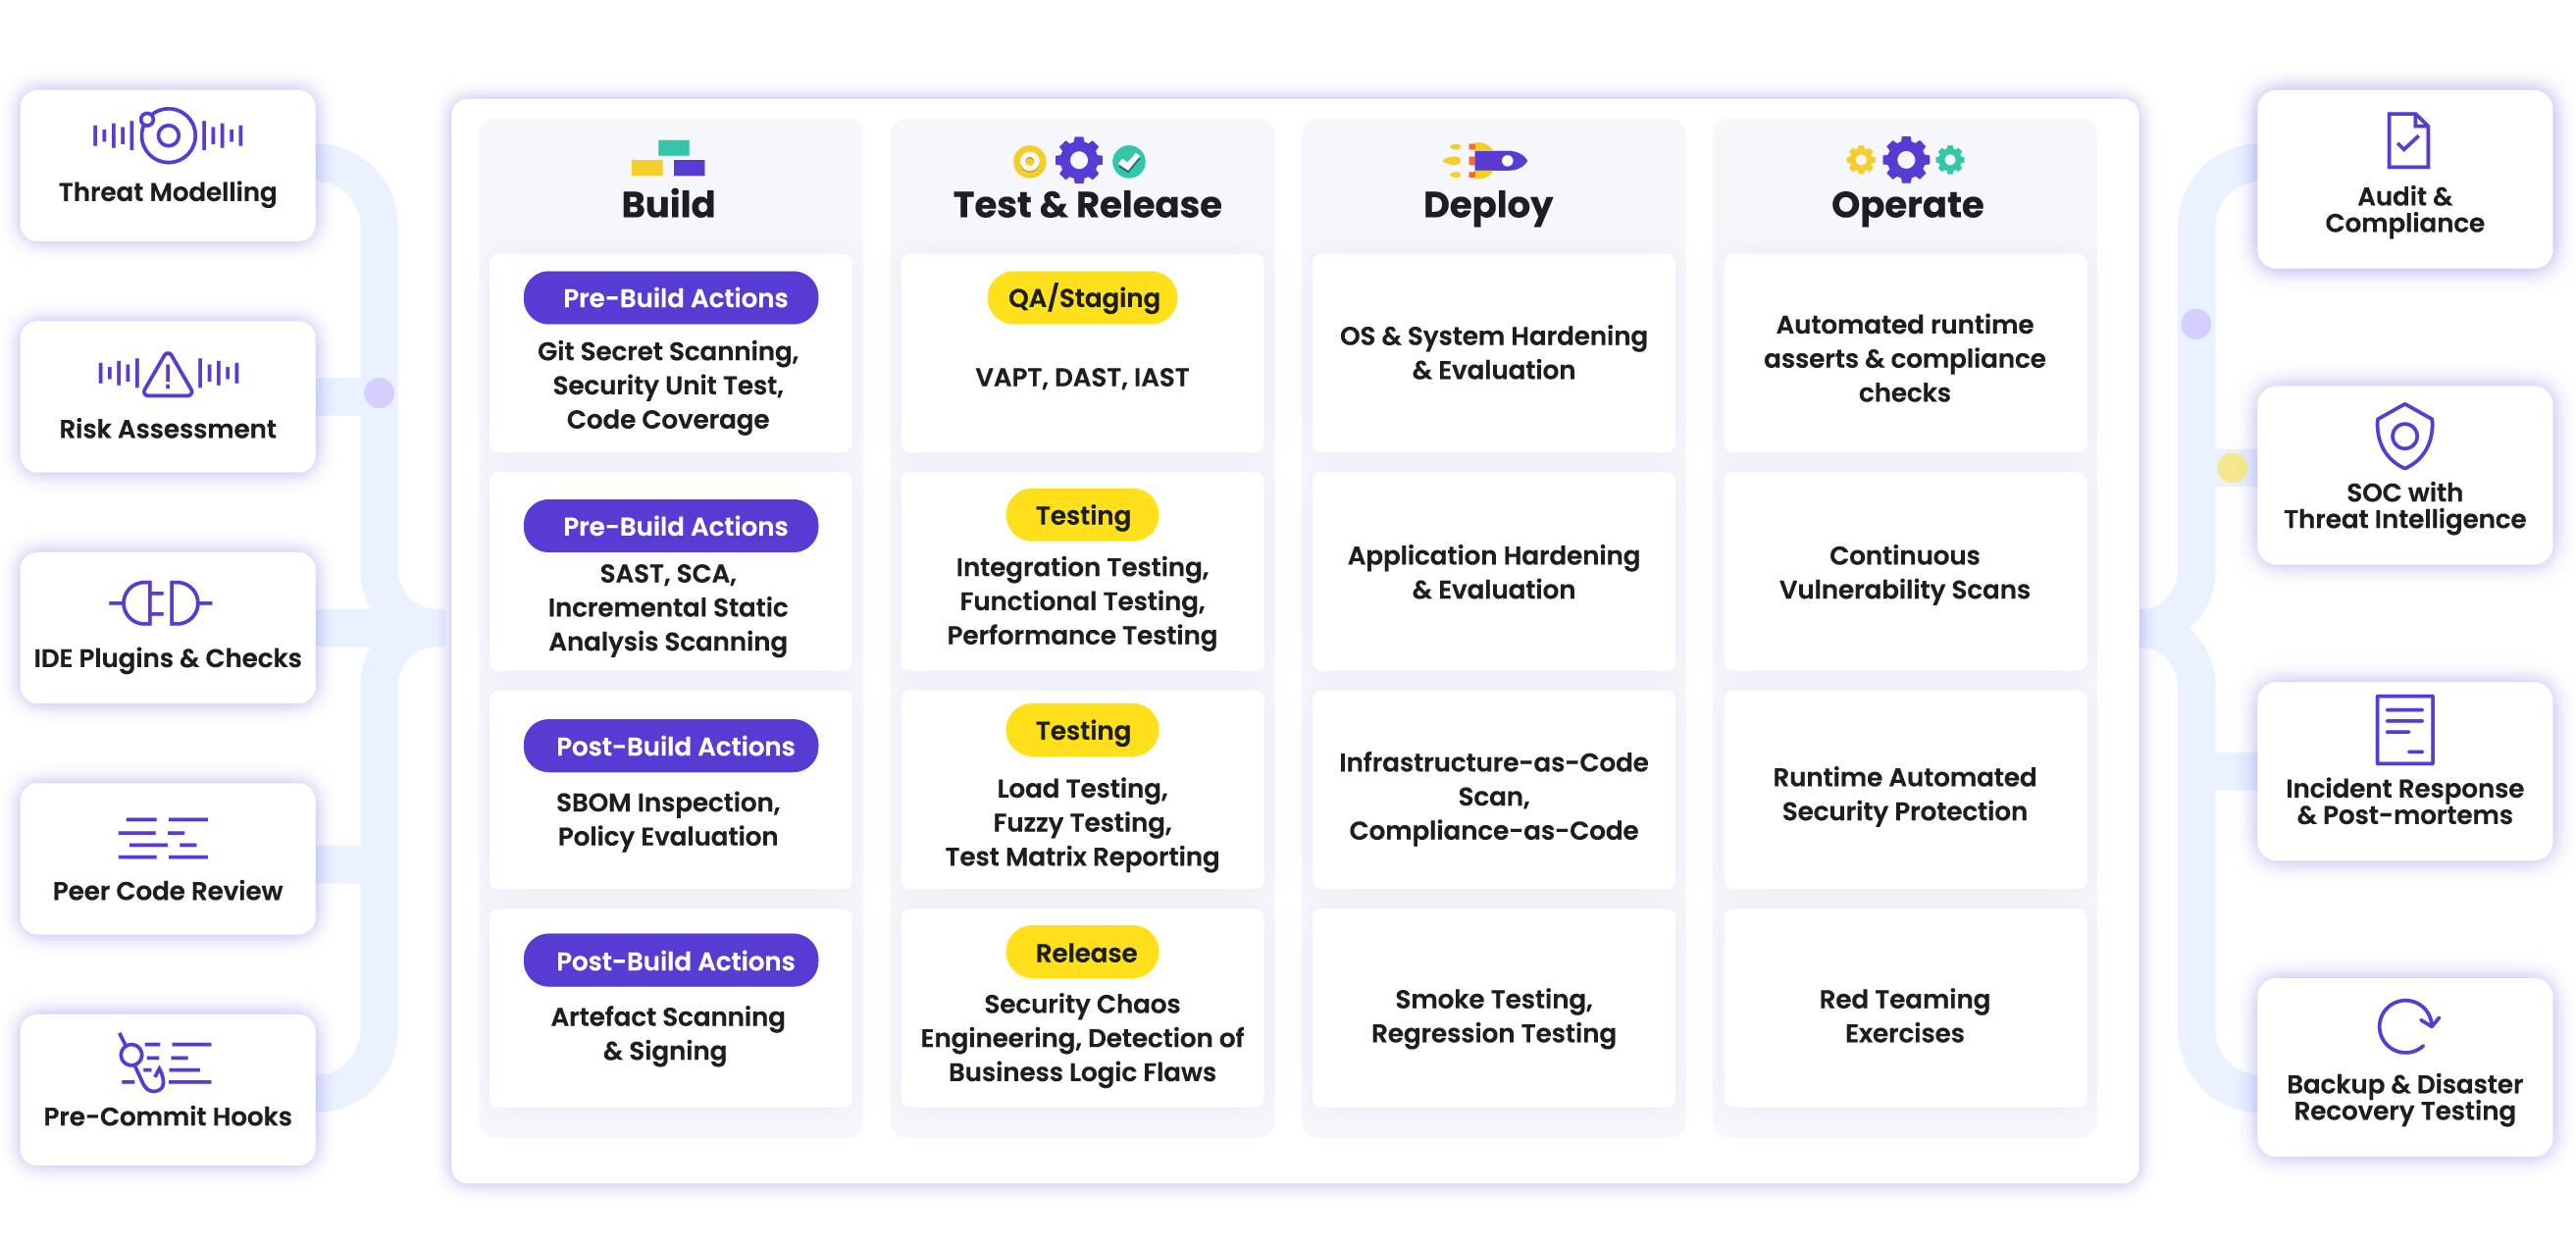 Threat Modelling
Risk Assessment
IDE Plugins & Checks
Peer Code Review
Pre-Commit Hooks
Build
Pre-Build Actions
Git Secret Scanning,
Security Unit Test,
Code Coverage
Pre-Build Actions
SAST, SCA,
Incremental Static
Analysis Scanning
Post-Build Actions
SBOM Inspection,
Policy Evaluation
Post-Build Actions
Artefact Scanning
& Signing
Test & Release
QA/Staging
VAPT, DAST, IAST
Testing
Integration Testing,
Functional Testing,
Performance Testing
Testing
Load Testing,
Fuzzy Testing,
Test Matrix Reporting
Release
Security Chaos
Engineering, Detection of
Business Logic Flaws
Deploy
OS & System Hardening
& Evaluation
Application Hardening
& Evaluation
Infrastructure-as-Code
Scan,
Compliance-as-Code
Smoke Testing,
Regression Testing
Operate
Automated runtime
asserts & compliance
checks
Continuous
Vulnerability Scans
Runtime Automated
Security Protection
Red Teaming
Exercises
Audit &
Compliance
SOC with
Threat Intelligence
Incident Response
& Post-mortems
Backup & Disaster
Recovery Testing